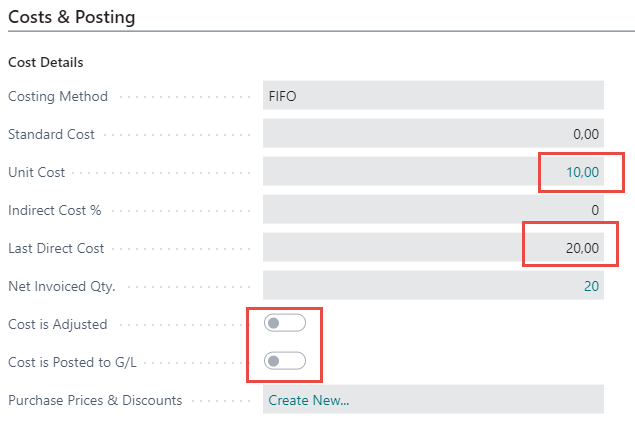 Costs & Posting
Cost Details
Costing Method FIFO
Standard Cost 0,00
Unit Cost 10,00
Indirect Cost % 0
Last Direct Cost 20,00
Net Invoiced Qty. 20
Cost is Adjusted
Cost is Posted to G/L
Purchase Prices & Discounts Create New...